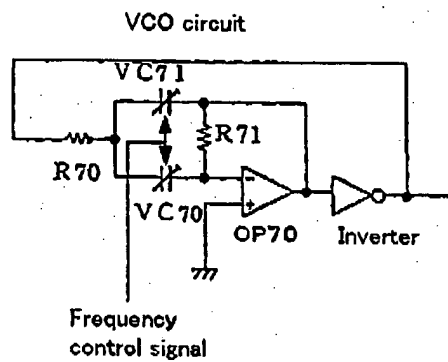 VCO circuit
VC71
R71
R70
VC70
-
+
OP70
Inverter
Frequency
control signal